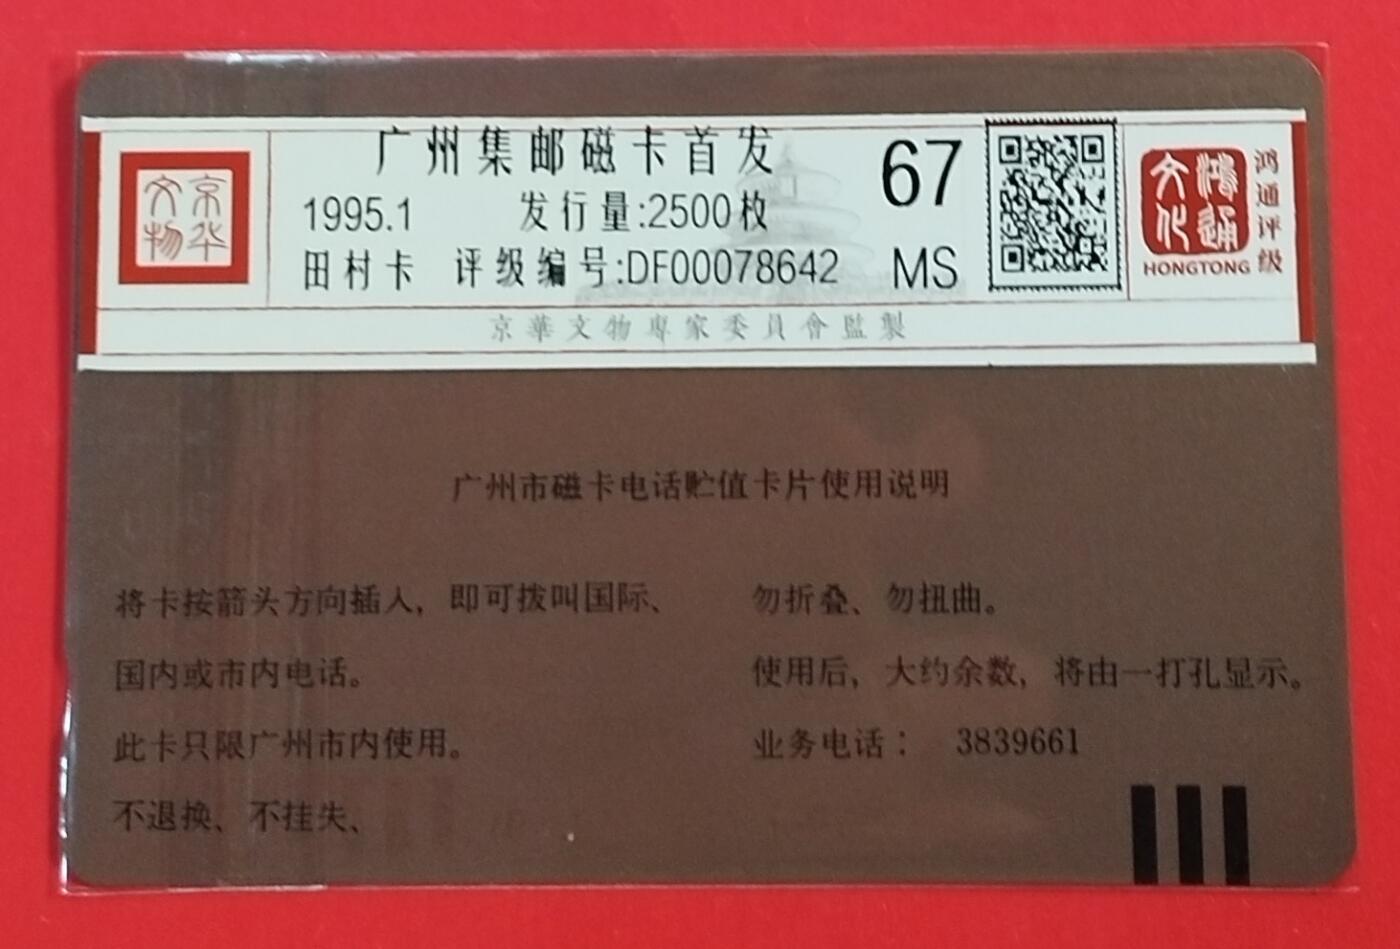 京华
文物
广州集邮磁卡首发
1995.1 发行量:2500枚
田村卡 评级编号:DF00078642
67
MS
鸿通
文化
HONGTONG
鸿通评级
京華文物專家委員會監製
广州市磁卡电话贮值卡片使用说明
将卡按箭头方向插入，即可拨叫国际、
国内或市内电话。
此卡只限广州市内使用。
不退换、不挂失、
勿折叠、勿扭曲。
使用后，大约余数，将由一打孔显示。
业务电话： 3839661